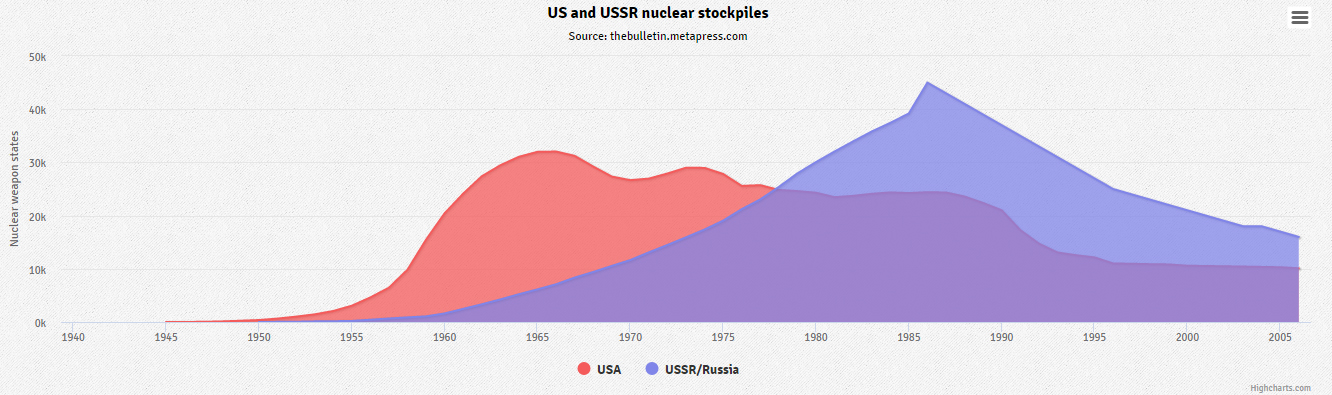 US and USSR nuclear stockpiles
Source: thebulletin.metapress.com
Nuclear weapon states
50k
40k
30k
20k
10k
0k
1940 1945 1950 1955 1960 1965 1970 1975 1980 1985 1990 1995 2000 2005
USA USSR/Russia
Highcharts.com